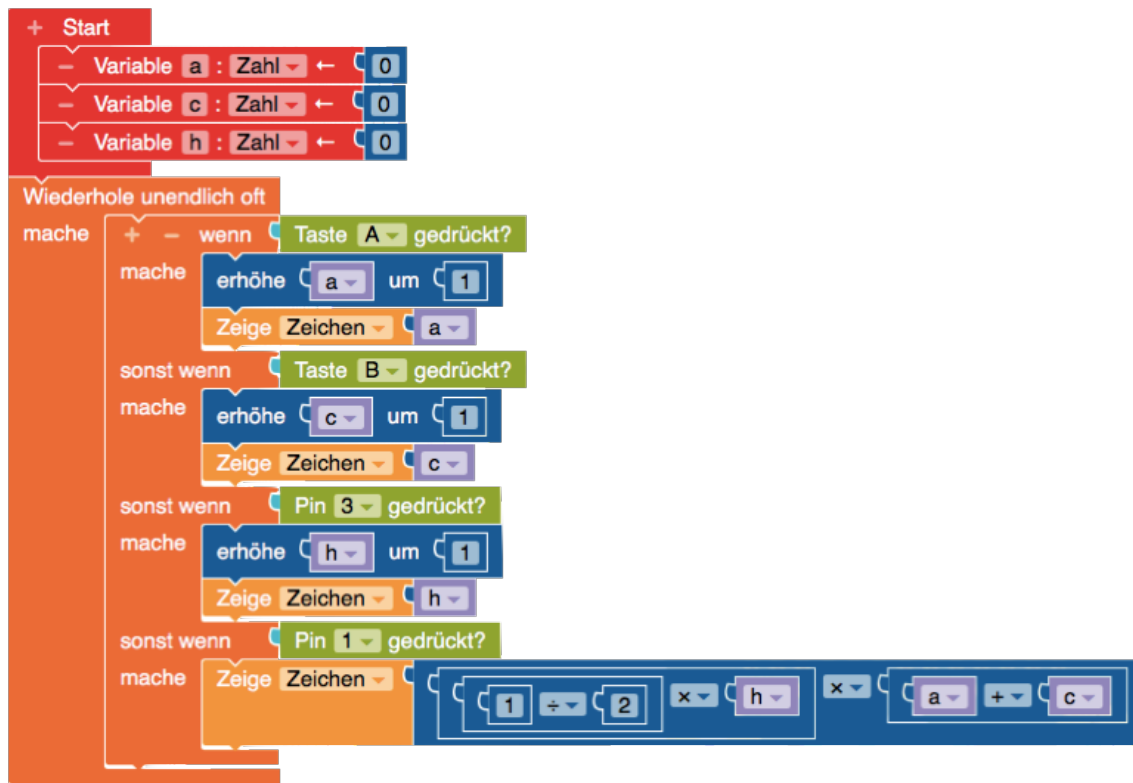 + Start
− Variable a : Zahl ← 0
− Variable c : Zahl ← 0
− Variable h : Zahl ← 0
Wiederhole unendlich oft
mache + − wenn Taste A gedrückt?
mache erhöhe a um 1
Zeige Zeichen a
sonst wenn Taste B gedrückt?
mache erhöhe c um 1
Zeige Zeichen c
sonst wenn Pin 3 gedrückt?
mache erhöhe h um 1
Zeige Zeichen h
sonst wenn Pin 1 gedrückt?
mache Zeige Zeichen 1 ÷ 2 × h × a + c